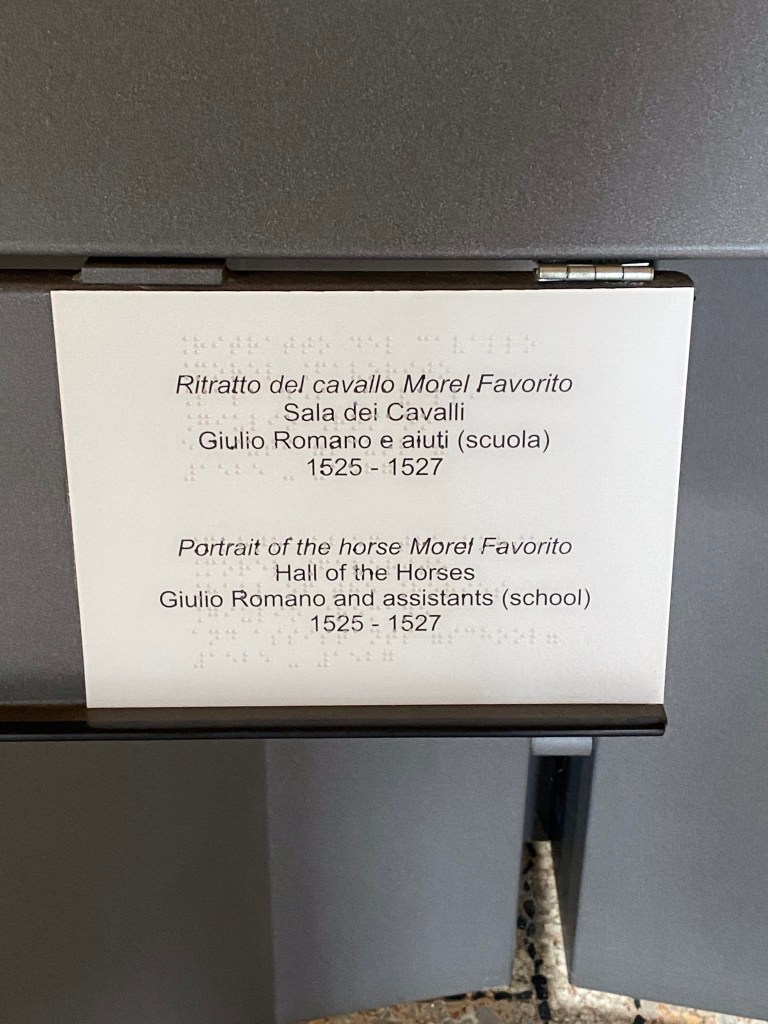 Ritratto del cavallo Morel Favorito
Sala dei Cavalli
Giulio Romano e aiuti (scuola)
1525 - 1527
Portrait of the horse Morel Favorito
Hall of the Horses
Giulio Romano and assistants (school)
1525 - 1527